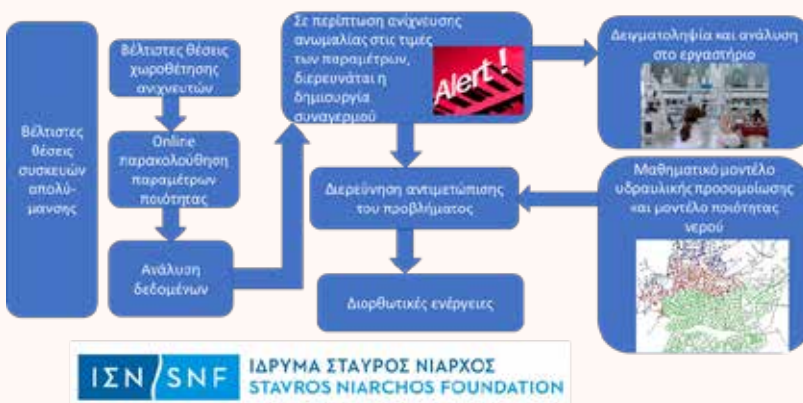 Βέλτιστες
θέσεις
συσκευών
απολύ-
μανσης
Βέλτιστες θέσεις
χωροθέτησης
ανιχνευτών
Online
παρακολούθηση
παραμέτρων
ποιότητας
Ανάλυση
δεδομένων
Σε περίπτωση ανίχνευσης
ανωμαλίας στις τιμές
των παραμέτρων,
διερευνάται η
δημιουργία
συναγερμού
Alert!
Δειγματοληψία και ανάλυση
στο εργαστήριο
Διερεύνηση αντιμετώπισης
του προβλήματος
Μαθηματικό μοντέλο
υδραυλικής προσομοίωσης
και μοντέλο ποιότητας
νερού
Διορθωτικές ενέργειες
ΙΣΝ/SNF
ΙΔΡΥΜΑ ΣΤΑΥΡΟΣ ΝΙΑΡΧΟΣ
STAVROS NIARCHOS FOUNDATION